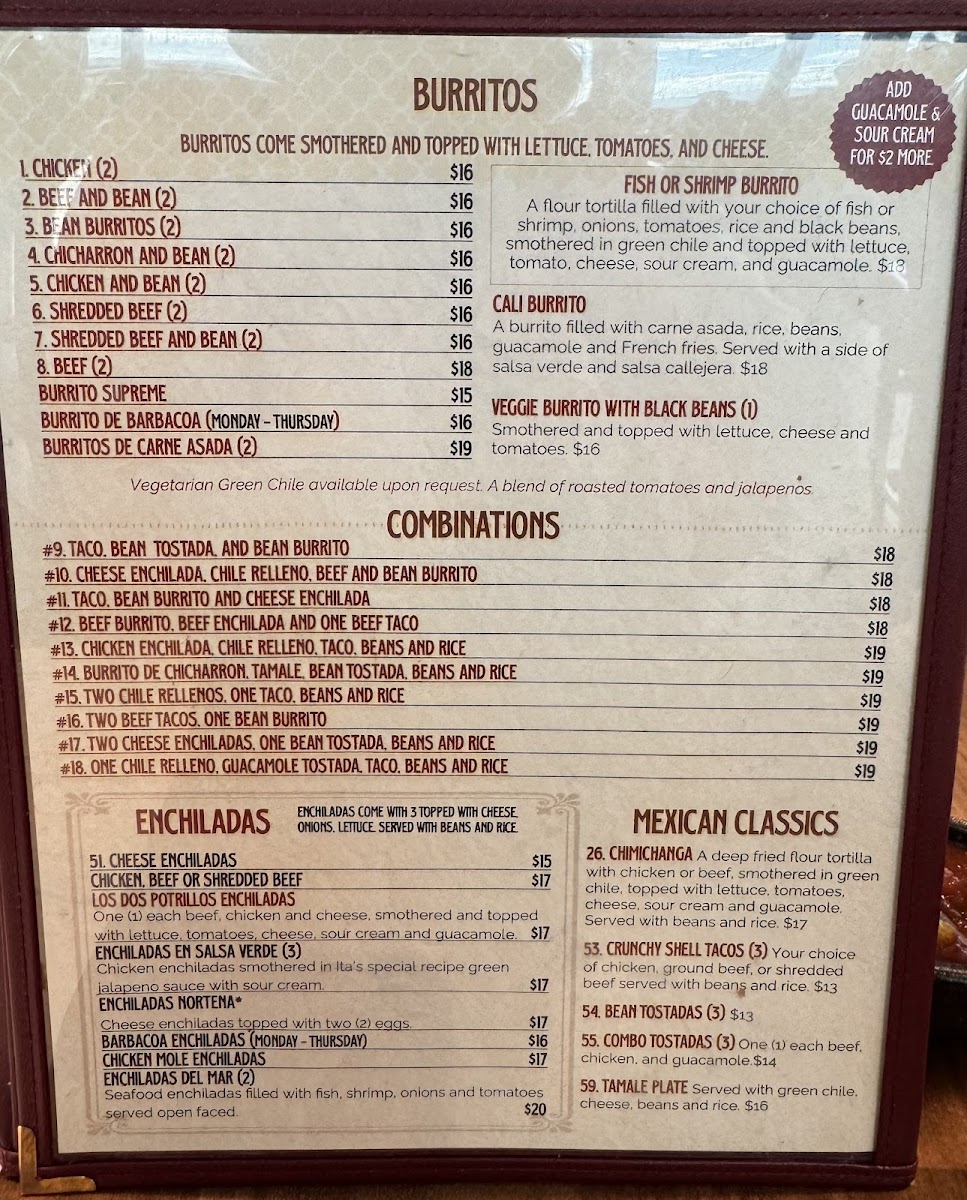 BURRITOS
ADD
GUACAMOLE &
SOUR CREAM
FOR $2 MORE
BURRITOS COME SMOTHERED AND TOPPED WITH LETTUCE, TOMATOES, AND CHEESE.
1. CHICKEN (2) $16
2. BEEF AND BEAN (2) $16
3. BEAN BURRITOS (2) $16
4. CHICHARRON AND BEAN (2) $16
5. CHICKEN AND BEAN (2) $16
6. SHREDDED BEEF (2) $16
7. SHREDDED BEEF AND BEAN (2) $16
8. BEEF (2) $18
BURRITO SUPREME $15
BURRITO DE BARBACOA (MONDAY - THURSDAY) $16
BURRITOS DE CARNE ASADA (2) $19
FISH OR SHRIMP BURRITO
A flour tortilla filled with your choice of fish or
shrimp, onions, tomatoes, rice and black beans,
smothered in green chile and topped with lettuce,
tomato, cheese, sour cream, and guacamole. $18
CALI BURRITO
A burrito filled with carne asada, rice, beans,
guacamole and French fries. Served with a side of
salsa verde and salsa callejera. $18
VEGGIE BURRITO WITH BLACK BEANS (1)
Smothered and topped with lettuce, cheese and
tomatoes. $16
Vegetarian Green Chile available upon request. A blend of roasted tomatoes and jalapenos.
COMBINATIONS
#9. TACO, BEAN TOSTADA, AND BEAN BURRITO $18
#10. CHEESE ENCHILADA, CHILE RELLENO, BEEF AND BEAN BURRITO $18
#11. TACO, BEAN BURRITO AND CHEESE ENCHILADA $18
#12. BEEF BURRITO, BEEF ENCHILADA AND ONE BEEF TACO $18
#13. CHICKEN ENCHILADA, CHILE RELLENO, TACO, BEANS AND RICE $19
#14. BURRITO DE CHICHARRON, TAMALE, BEAN TOSTADA, BEANS AND RICE $19
#15. TWO CHILE RELLENOS, ONE TACO, BEANS AND RICE $19
#16. TWO BEEF TACOS, ONE BEAN BURRITO $19
#17. TWO CHEESE ENCHILADAS, ONE BEAN TOSTADA, BEANS AND RICE $19
#18. ONE CHILE RELLENO, GUACAMOLE TOSTADA, TACO, BEANS AND RICE $19
ENCHILADAS
ENCHILADAS COME WITH 3 TOPPED WITH CHEESE,
ONIONS, LETTUCE. SERVED WITH BEANS AND RICE.
51. CHEESE ENCHILADAS $15
CHICKEN, BEEF OR SHREDDED BEEF $17
LOS DOS POTRILLOS ENCHILADAS
One (1) each beef, chicken and cheese, smothered and topped
with lettuce, tomatoes, cheese, sour cream and guacamole. $17
ENCHILADAS EN SALSA VERDE (3)
Chicken enchiladas smothered in Ita's special recipe green
jalapeno sauce with sour cream. $17
ENCHILADAS NORTENA*
Cheese enchiladas topped with two (2) eggs. $17
BARBACOA ENCHILADAS (MONDAY - THURSDAY) $16
CHICKEN MOLE ENCHILADAS $17
ENCHILADAS DEL MAR (2)
Seafood enchiladas filled with fish, shrimp, onions and tomatoes
served open faced. $20
MEXICAN CLASSICS
26. CHIMICHANGA A deep fried flour tortilla
with chicken or beef, smothered in green
chile, topped with lettuce, tomatoes,
cheese, sour cream and guacamole.
Served with beans and rice. $17
53. CRUNCHY SHELL TACOS (3) Your choice
of chicken, ground beef, or shredded
beef served with beans and rice. $13
54. BEAN TOSTADAS (3) $13
55. COMBO TOSTADAS (3) One (1) each beef,
chicken, and guacamole.$14
59. TAMALE PLATE Served with green chile,
cheese, beans and rice. $16